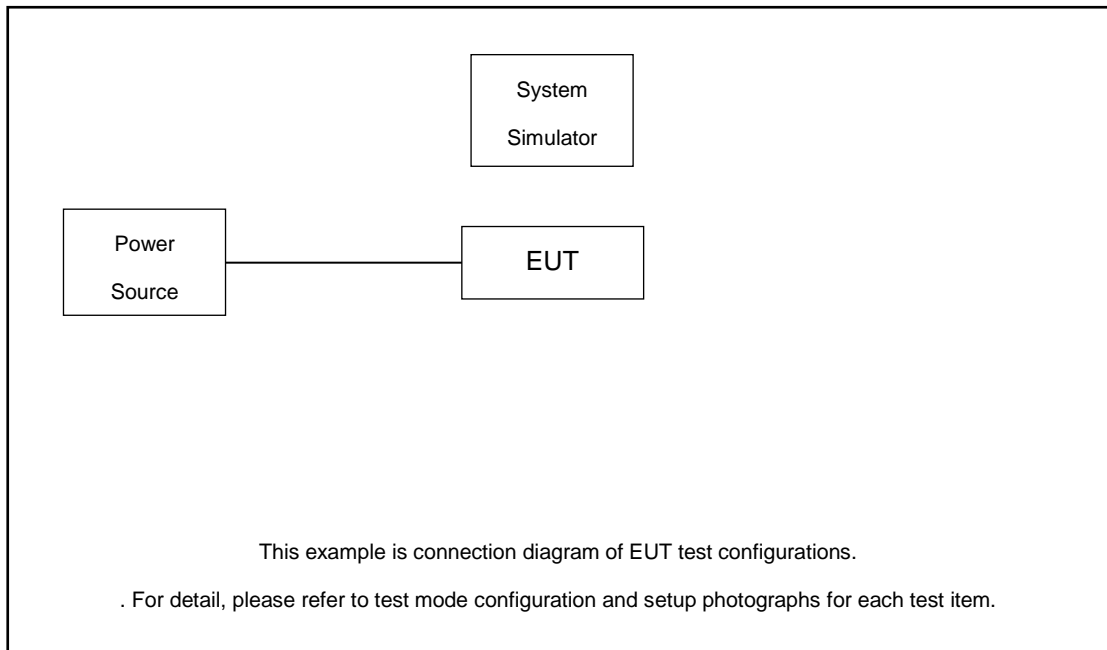 System
Simulator
Power
Source
EUT
This example is connection diagram of EUT test configurations.
. For detail, please refer to test mode configuration and setup photographs for each test item.